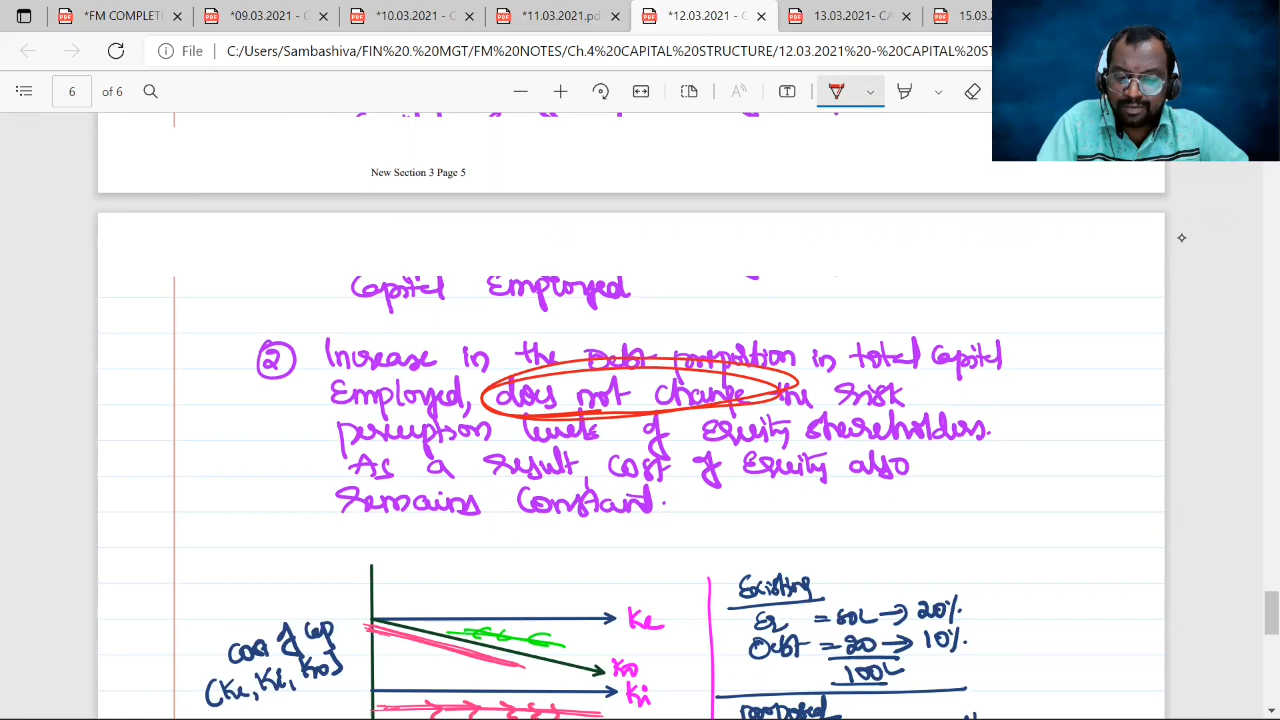 *FM COMPLET
*09.03.2021 - C
*10.03.2021 - C
*11.03.2021.pd
*12.03.2021 - C
13.03.2021 - CA
15.03
File
C:/Users/Sambashiva/FIN%20.%20MGT/FM%20NOTES/Ch.4%20CAPITAL%20STRUCTURE/12.03.2021%20-%20CAPITAL%20ST
6 of 6
New Section 3 Page 5
Capital Employed
② Increase in the Debt proportion in total Capital
Employed, does not change the risk
perception levels of Equity shareholders.
As a result, cost of Equity also
remains constant.
Cost of Cap
(Ke, Ki, Ko)
Ke
Ko
Ki
Existing
= 80L → 20%
Debt = 20 → 10%
100L
proposed